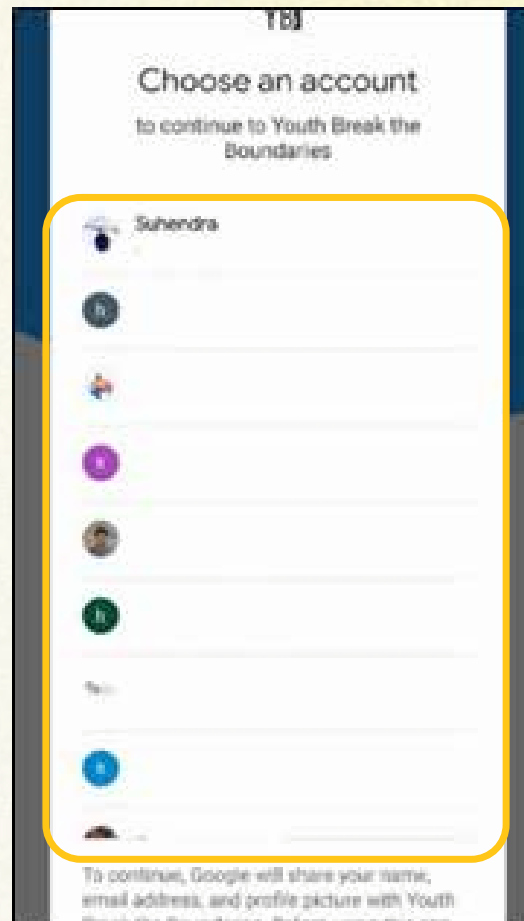 Choose an account
to continue to Youth Break the
Boundaries
Suhendra
h
h
To continue, Google will share your name,
email address, and profile picture with Youth